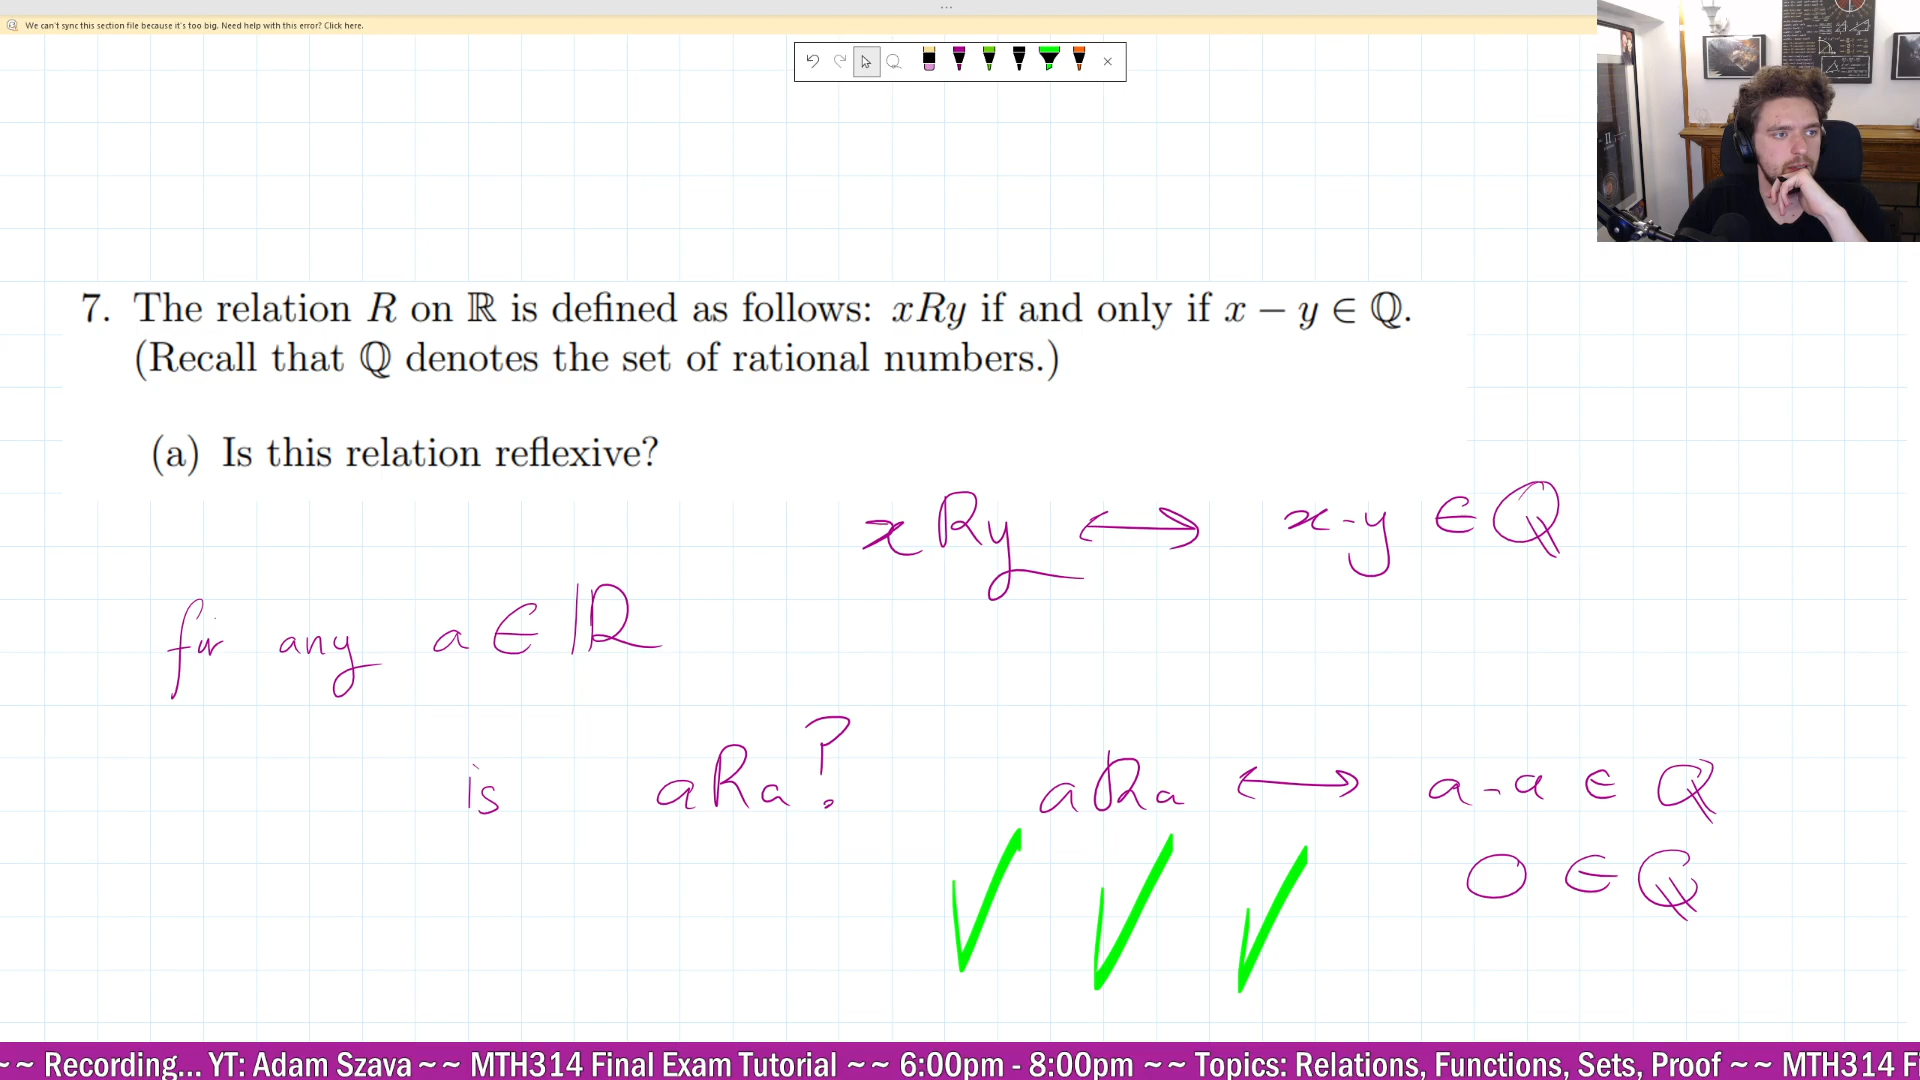 We can't sync this section file because it's too big. Need help with this error? Click here.
7. The relation R on ℝ is defined as follows: xRy if and only if x − y ∈ ℚ.
(Recall that ℚ denotes the set of rational numbers.)
(a) Is this relation reflexive?
xRy ⟷ x-y ∈ ℚ
for any a ∈ ℝ
is aRa? aRa ⟷ a-a ∈ ℚ
0 ∈ ℚ
~~ Recording... YT: Adam Szava ~~ MTH314 Final Exam Tutorial ~~ 6:00pm - 8:00pm ~~ Topics: Relations, Functions, Sets, Proof ~~ MTH314 Fi